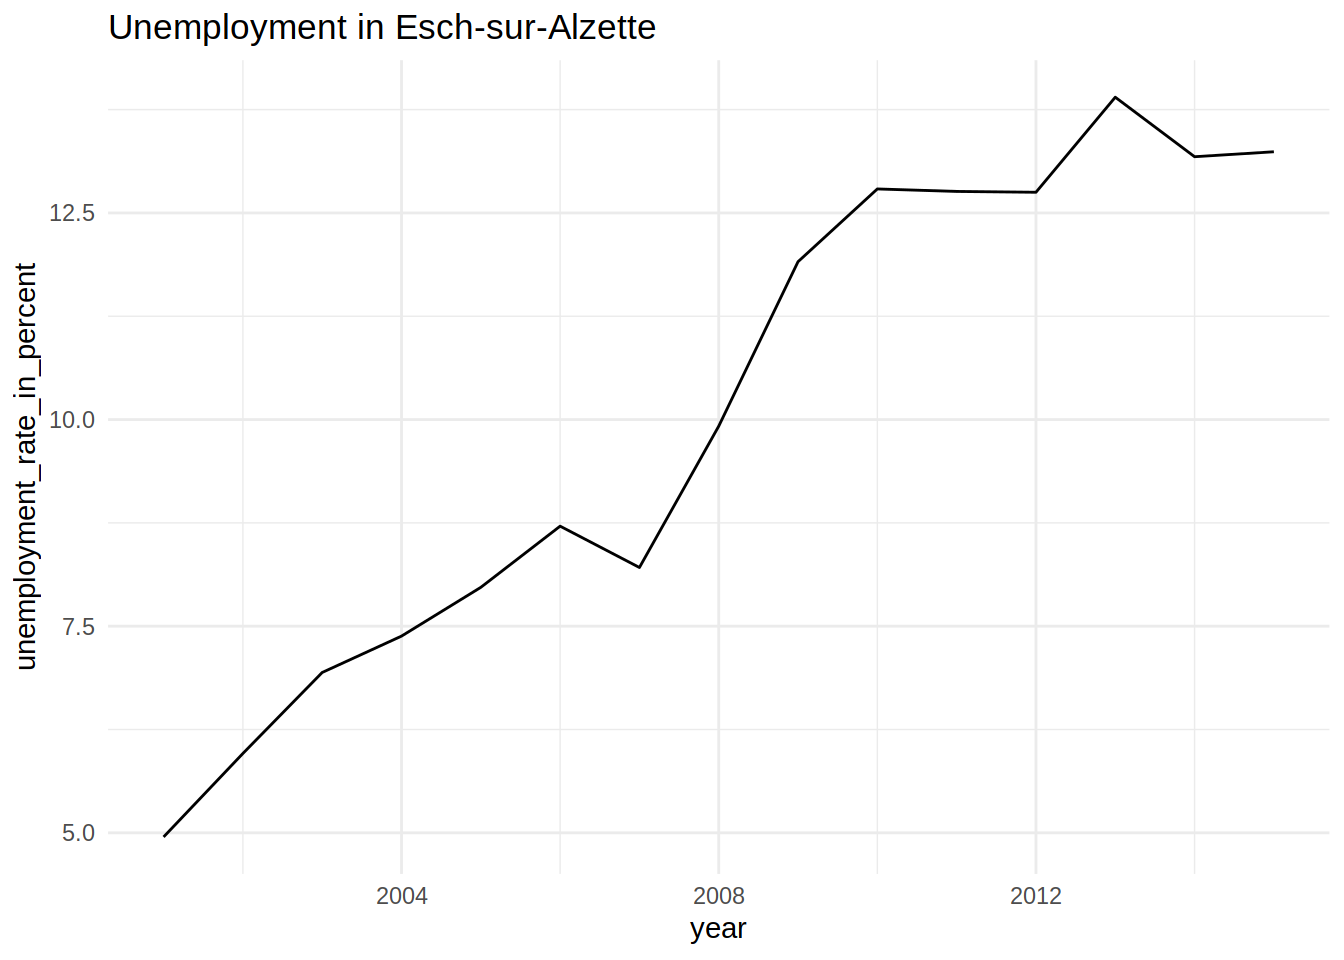 Unemployment in Esch-sur-Alzette
unemployment_rate_in_percent
12.5
10.0
7.5
5.0
2004
2008
2012
year